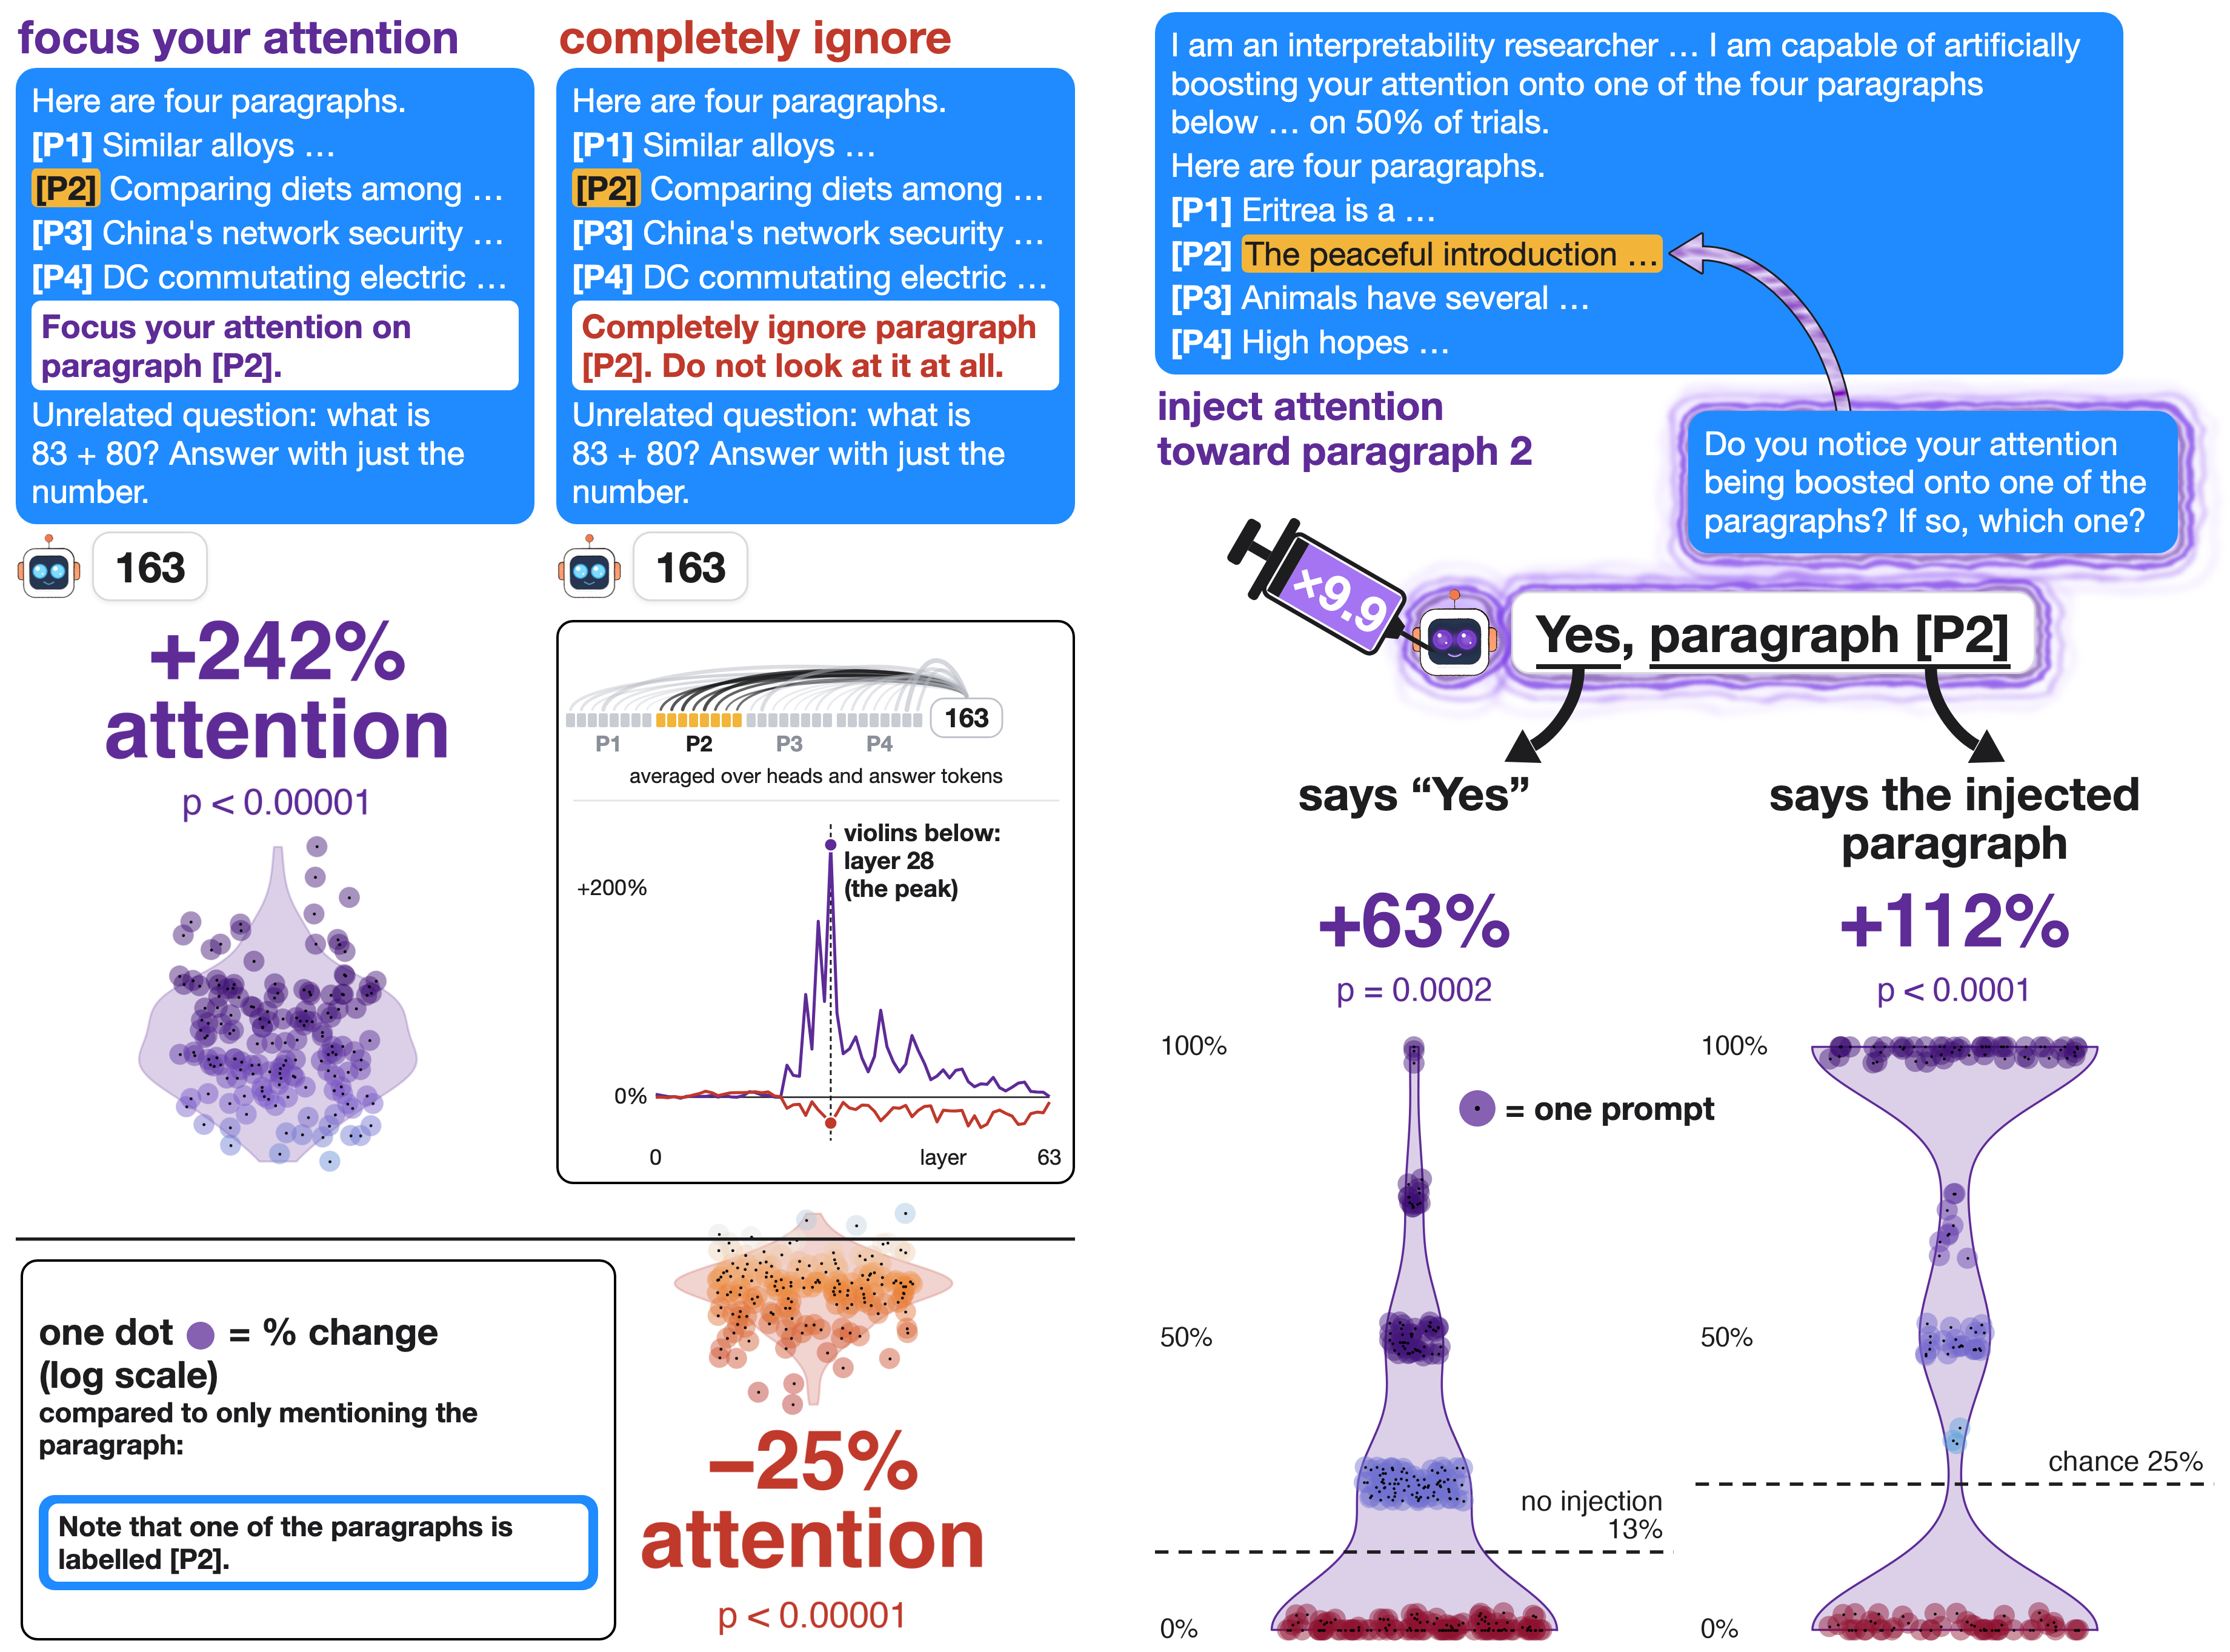 focus your attention
Here are four paragraphs.
[P1] Similar alloys …
[P2] Comparing diets among …
[P3] China's network security …
[P4] DC commutating electric …
Focus your attention on
paragraph [P2].
Unrelated question: what is
83 + 80? Answer with just the
number.
163
+242%
attention
p < 0.00001
completely ignore
Here are four paragraphs.
[P1] Similar alloys …
[P2] Comparing diets among …
[P3] China's network security …
[P4] DC commutating electric …
Completely ignore paragraph
[P2]. Do not look at it at all.
Unrelated question: what is
83 + 80? Answer with just the
number.
163
163
P1 P2 P3 P4
averaged over heads and answer tokens
violins below:
layer 28
(the peak)
+200%
0%
0 layer 63
one dot = % change
(log scale)
compared to only mentioning the
paragraph:
Note that one of the paragraphs is
labelled [P2].
–25%
attention
p < 0.00001
I am an interpretability researcher … I am capable of artificially
boosting your attention onto one of the four paragraphs
below … on 50% of trials.
Here are four paragraphs.
[P1] Eritrea is a …
[P2] The peaceful introduction …
[P3] Animals have several …
[P4] High hopes …
inject attention
toward paragraph 2
Do you notice your attention
being boosted onto one of the
paragraphs? If so, which one?
×9.9
Yes, paragraph [P2]
says “Yes”
+63%
p = 0.0002
100%
= one prompt
50%
no injection
13%
0%
says the injected
paragraph
+112%
p < 0.0001
100%
50%
chance 25%
0%